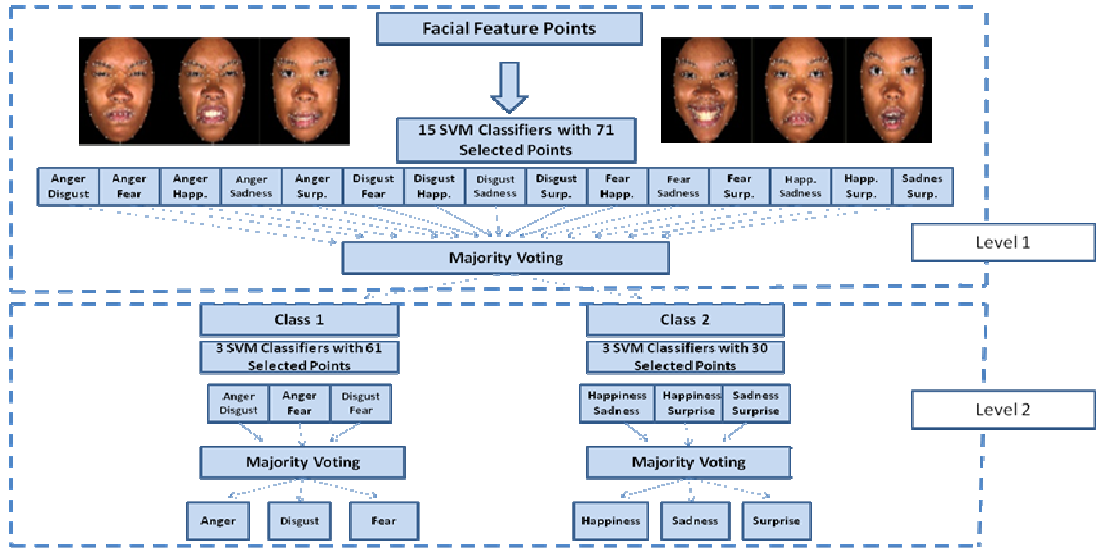 Facial Feature Points
15 SVM Classifiers with 71
Selected Points
Anger
Disgust
Anger
Fear
Anger
Happ.
Anger
Sadness
Anger
Surp.
Disgust
Fear
Disgust
Happ.
Disgust
Sadness
Disgust
Surp.
Fear
Happ.
Fear
Sadness
Fear
Surp.
Happ.
Sadness
Happ.
Surp.
Sadnes
Surp.
Majority Voting
Level 1
Class 1
Class 2
3 SVM Classifiers with 61
Selected Points
3 SVM Classifiers with 30
Selected Points
Anger
Disgust
Anger
Fear
Disgust
Fear
Happiness
Sadness
Happiness
Surprise
Sadness
Surprise
Level 2
Majority Voting
Majority Voting
Anger
Disgust
Fear
Happiness
Sadness
Surprise